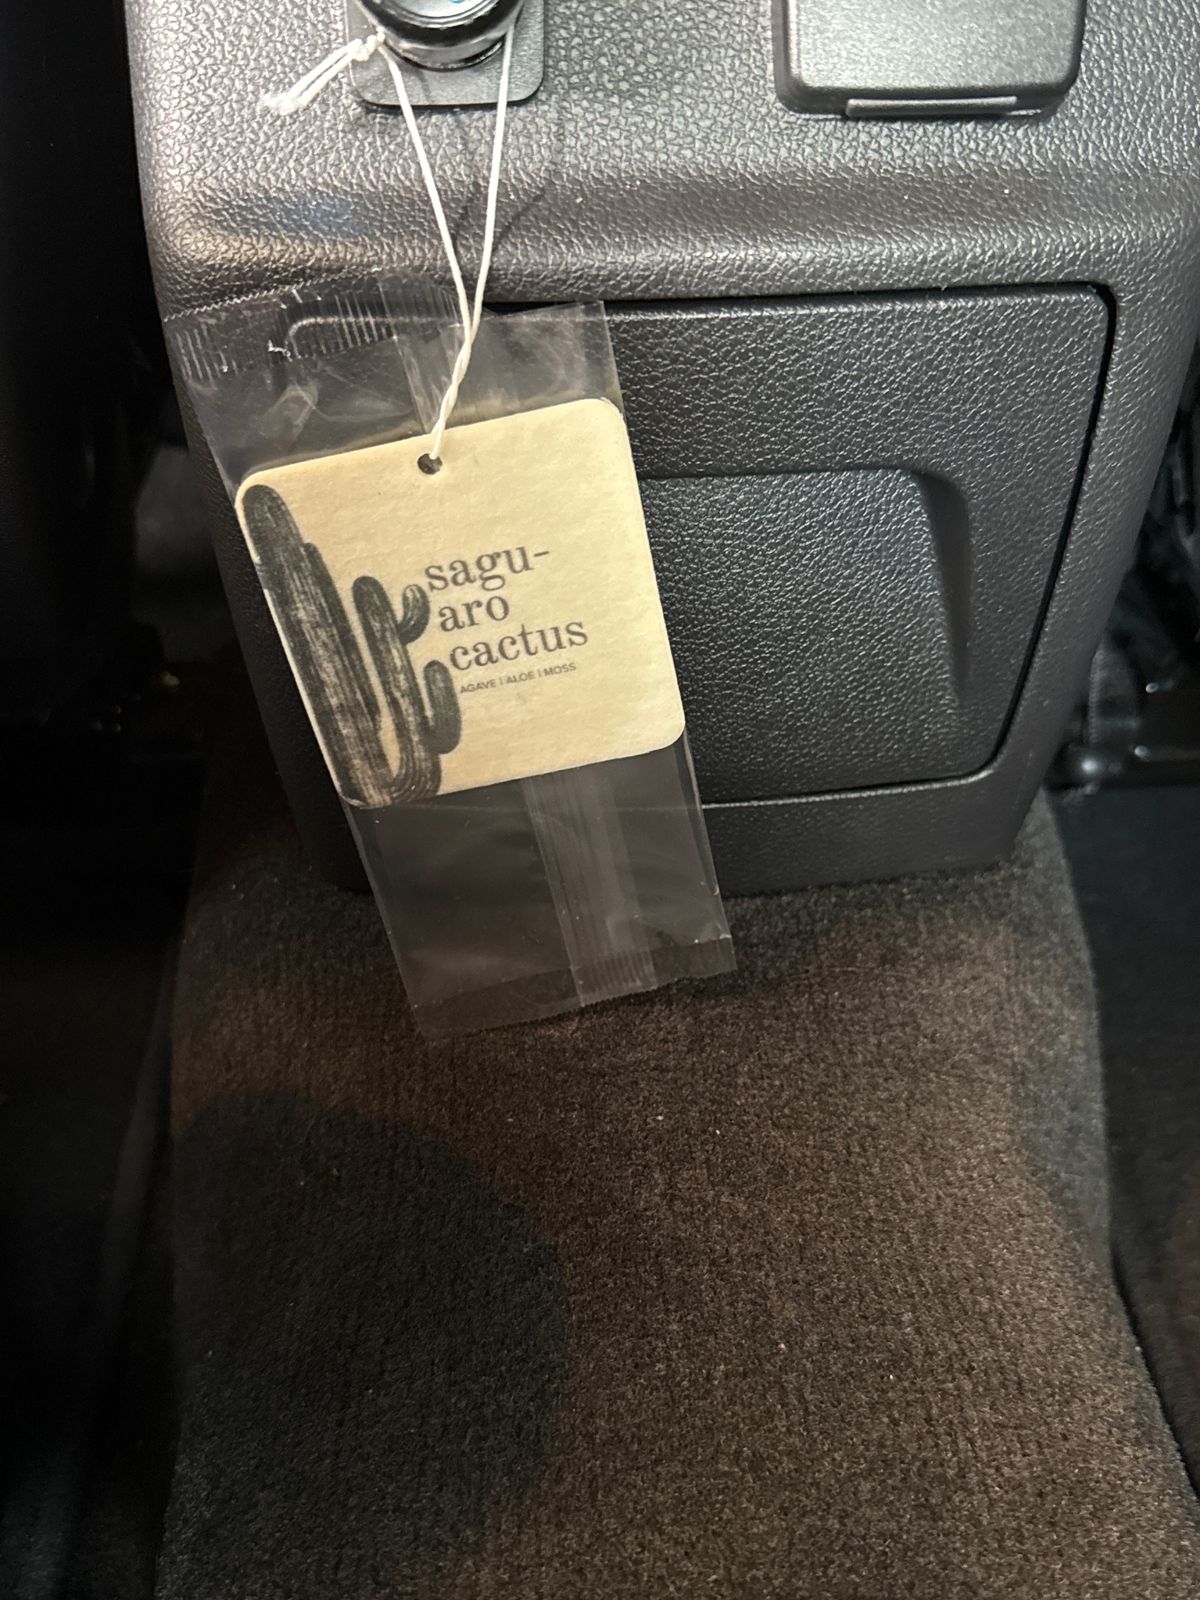 sagu-
aro
cactus
AGAVE | ALOE | MOSS